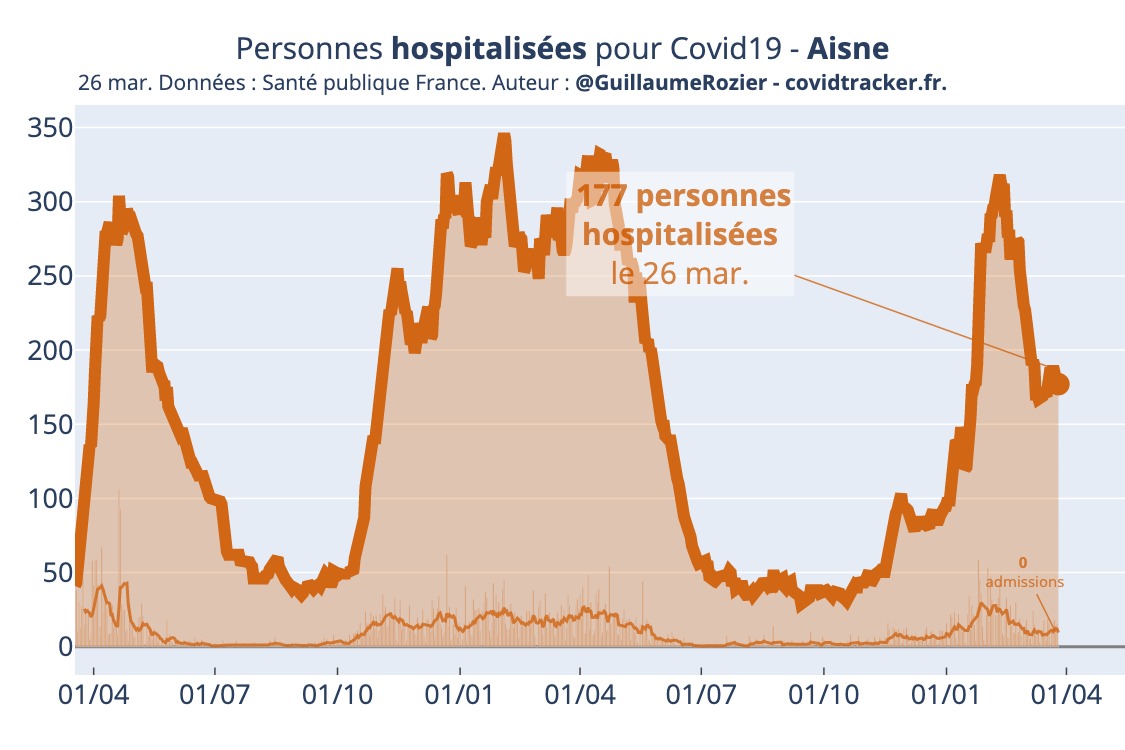 Personnes hospitalisées pour Covid19 - Aisne
26 mar. Données : Santé publique France. Auteur : @GuillaumeRozier - covidtracker.fr.
350
300
250
200
150
100
50
0
177 personnes
hospitalisées
le 26 mar.
0
admissions
01/04 01/07 01/10 01/01 01/04 01/07 01/10 01/01 01/04